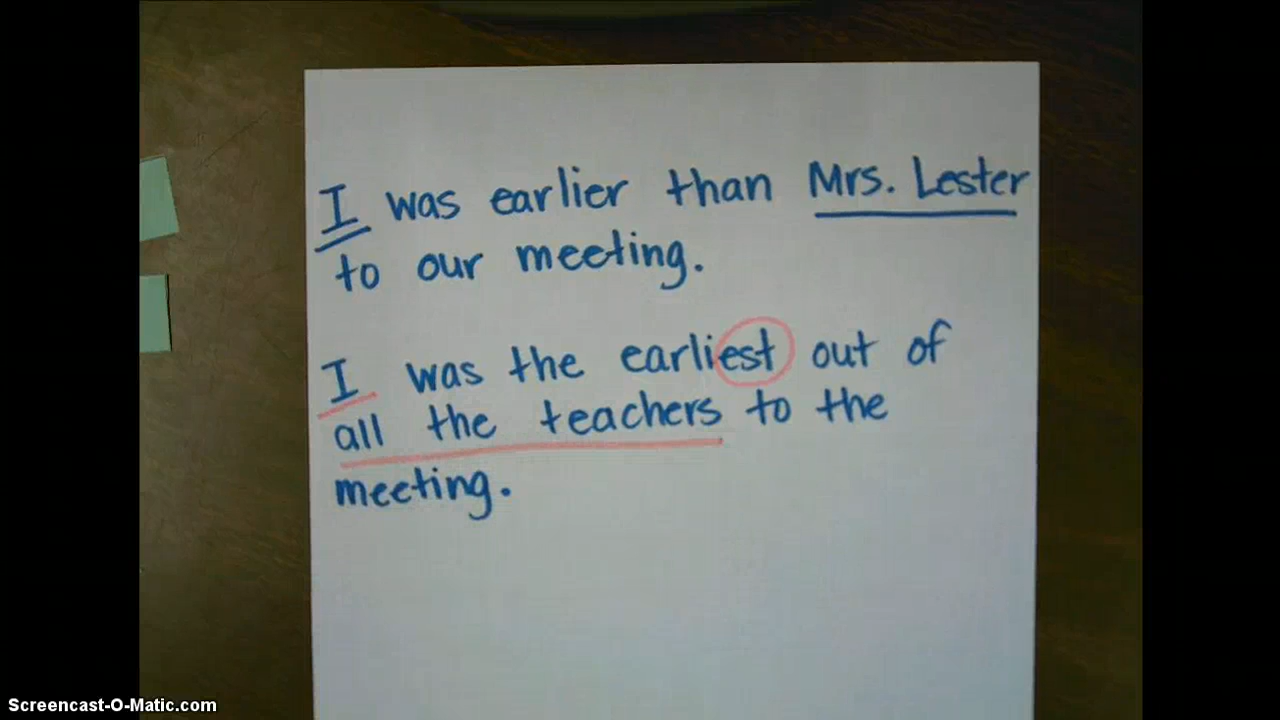 I was earlier than Mrs. Lester
to our meeting.
I was the earliest out of
all the teachers to the
meeting.
Screencast-O-Matic.com